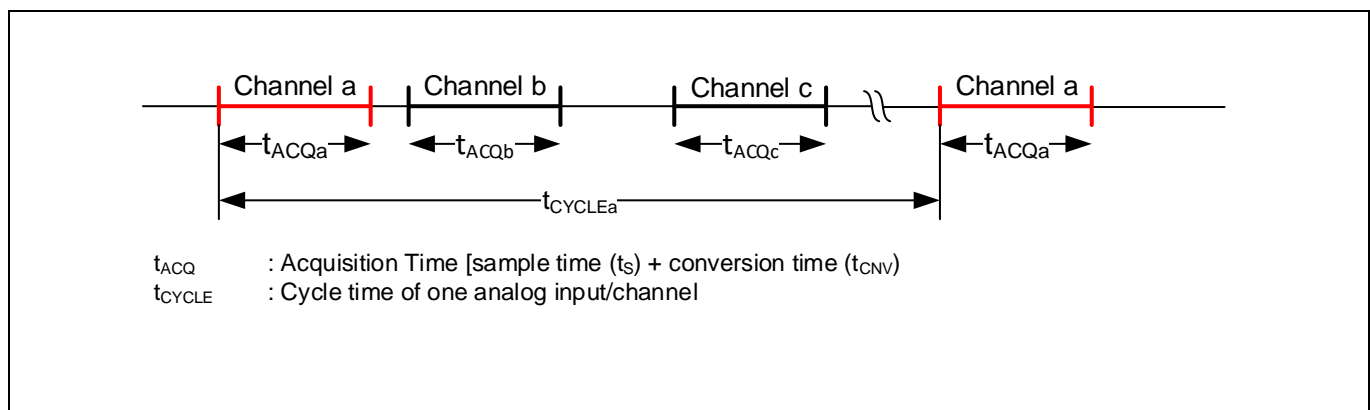 Channel a Channel b Channel c Channel a
tACQa tACQb tACQc tACQa
tCYCLEa
tACQ : Acquisition Time [sample time (tS) + conversion time (tCNV)
tCYCLE : Cycle time of one analog input/channel